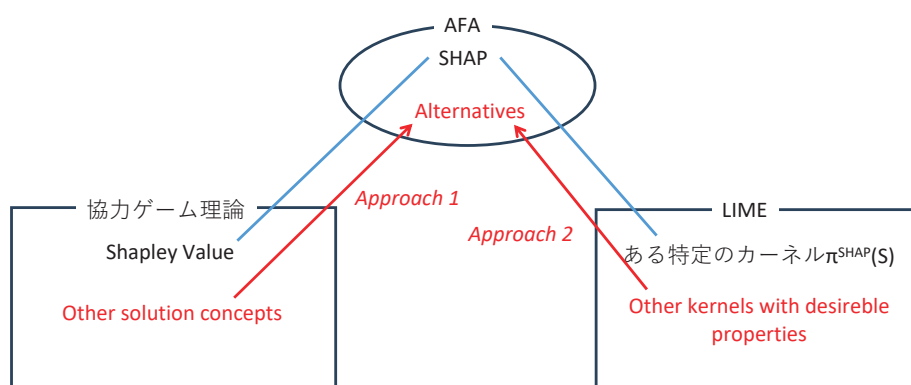 AFA
SHAP
Alternatives
Approach 1
Approach 2
協力ゲーム理論
Shapley Value
Other solution concepts
LIME
ある特定のカーネルπSHAP(S)
Other kernels with desireble
properties